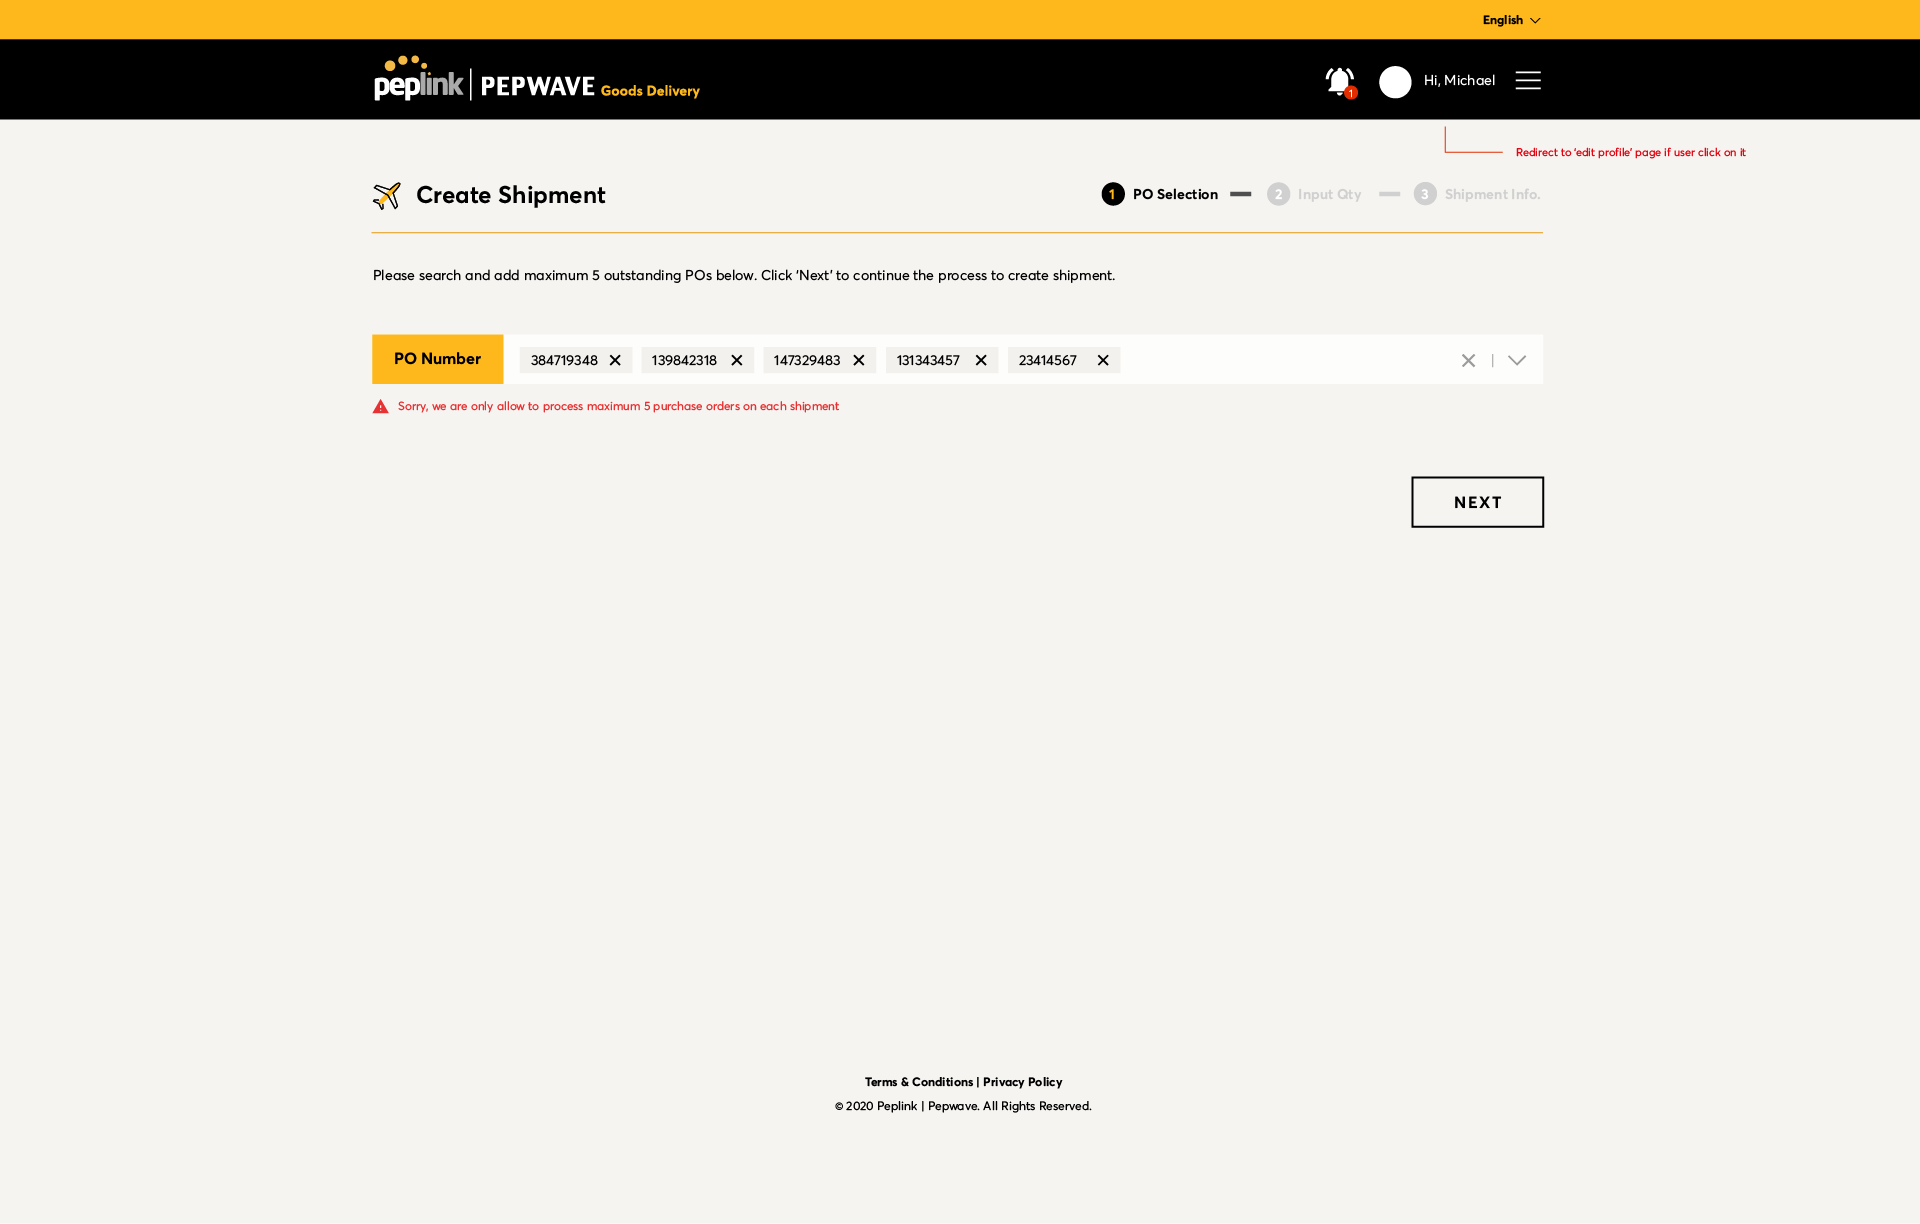 English
peplink | PEPWAVE Goods Delivery
1
Hi, Michael
Redirect to 'edit profile' page if user click on it
Create Shipment
1 PO Selection 2 Input Qty 3 Shipment Info.
Please search and add maximum 5 outstanding POs below. Click 'Next' to continue the process to create shipment.
PO Number 384719348 139842318 147329483 131343457 23414567 |
Sorry, we are only allow to process maximum 5 purchase orders on each shipment
NEXT
Terms & Conditions | Privacy Policy
© 2020 Peplink | Pepwave. All Rights Reserved.